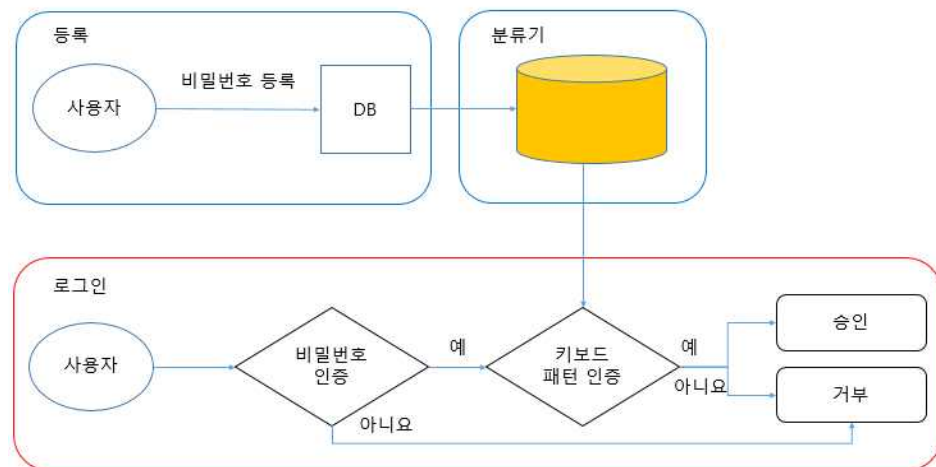 등록
분류기
비밀번호 등록
사용자
DB
로그인
사용자
비밀번호
인증
예
키보드
패턴 인증
예
아니요
승인
거부
아니요